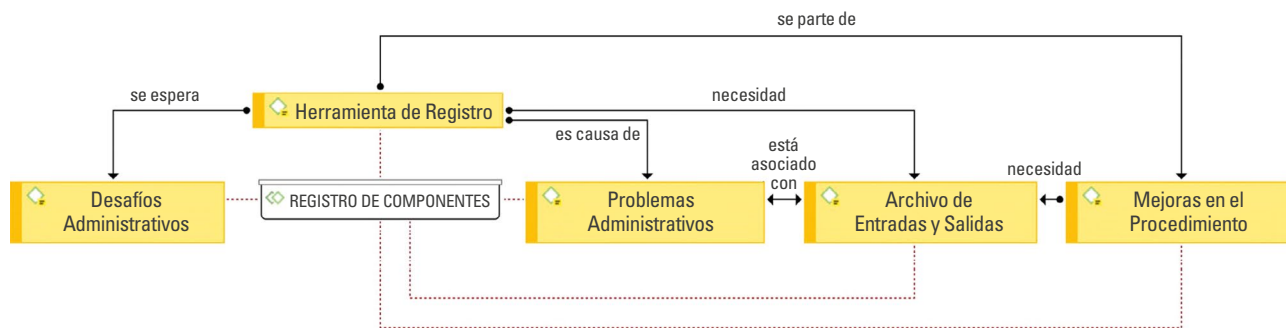 se parte de
se espera
Herramienta de Registro
necesidad
es causa de
está
asociado
con
necesidad
Desafíos
Administrativos
REGISTRO DE COMPONENTES
Problemas
Administrativos
Archivo de
Entradas y Salidas
Mejoras en el
Procedimiento